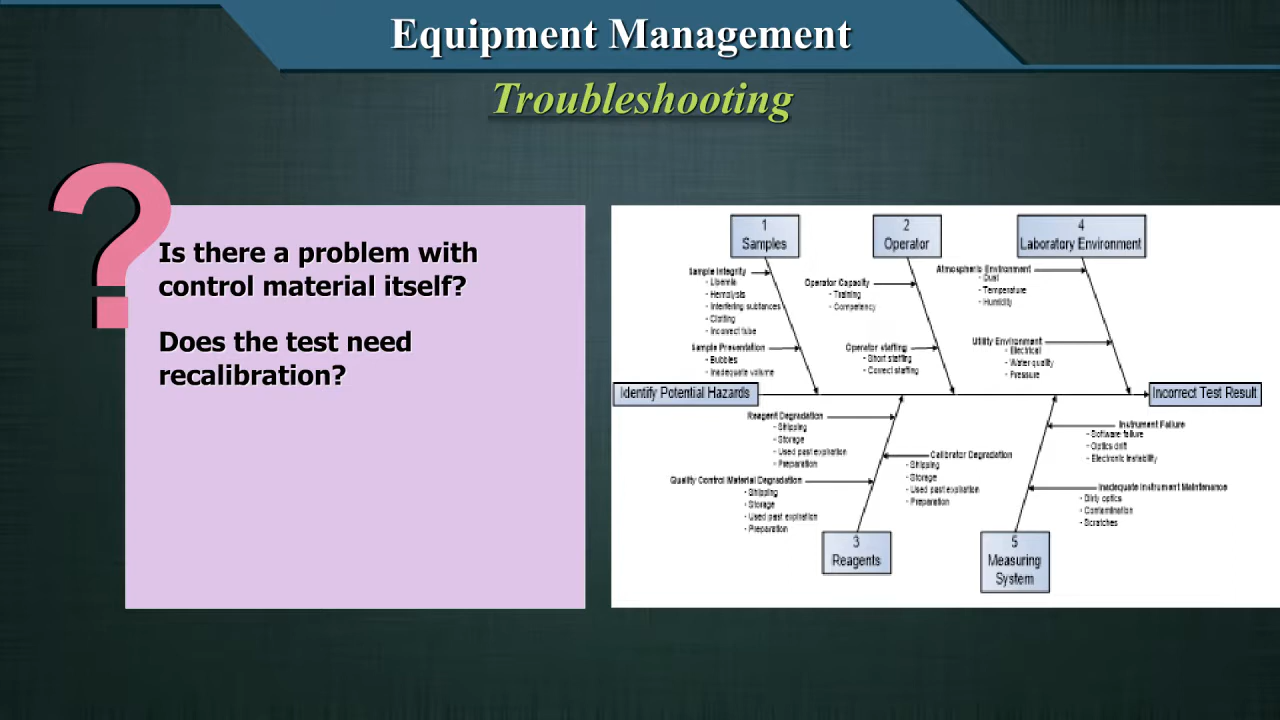 Equipment Management
Troubleshooting
?
Is there a problem with
control material itself?
Does the test need
recalibration?
1
Samples
2
Operator
4
Laboratory Environment
Sample Integrity
- Lipemia
- Hemolysis
- Interfering substances
- Clotting
- Incorrect tube
Sample Presentation
- Bubbles
- Inadequate volume
Operator Capacity
- Training
- Competency
Operator staffing
- Short staffing
- Correct staffing
Atmospheric Environment
- Dust
- Temperature
- Humidity
Utility Environment
- Electrical
- Water quality
- Pressure
Identify Potential Hazards
Incorrect Test Result
Reagent Degradation
- Shipping
- Storage
- Used past expiration
- Preparation
Quality Control Material Degradation
- Shipping
- Storage
- Used past expiration
- Preparation
Calibrator Degradation
- Shipping
- Storage
- Used past expiration
- Preparation
Instrument Failure
- Software failure
- Optics drift
- Electronic instability
Inadequate Instrument Maintenance
- Dirty optics
- Contamination
- Scratches
3
Reagents
5
Measuring
System